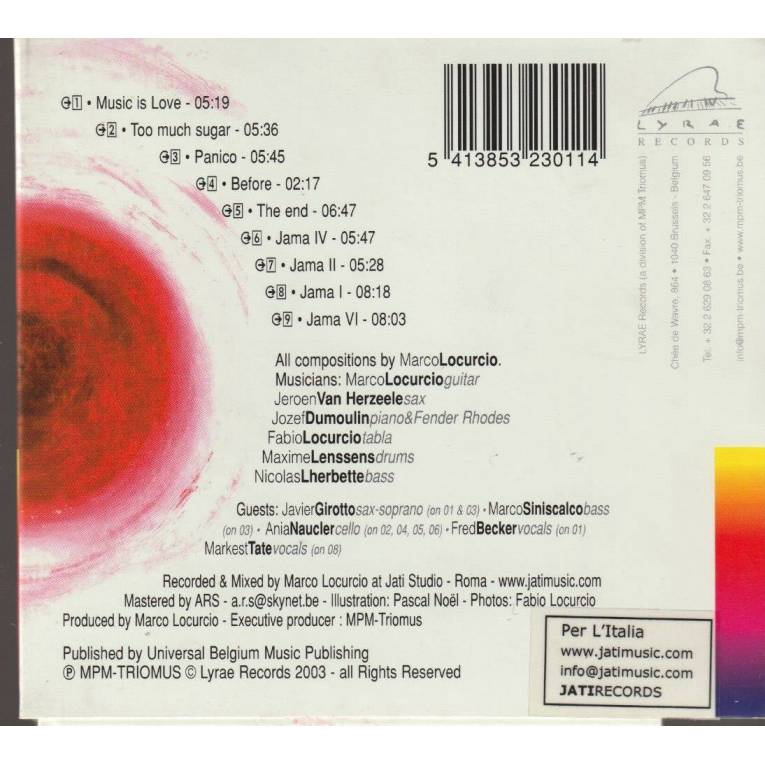 1 • Music is Love - 05:19
2 • Too much sugar - 05:36
3 • Panico - 05:45
4 • Before - 02:17
5 • The end - 06:47
6 • Jama IV - 05:47
7 • Jama II - 05:28
8 • Jama I - 08:18
9 • Jama VI - 08:03
All compositions by MarcoLocurcio.
Musicians: MarcoLocurcioguitar
JeroenVan Herzeelesax
JozefDumoulinpiano&Fender Rhodes
FabioLocurciotabla
MaximeLenssensdrums
NicolasLherbettebass
Guests: JavierGirottosax-soprano (on 01 & 03) • MarcoSiniscalcobass
(on 03) • AniaNauclercello (on 02, 04, 05, 06) • FredBeckervocals (on 01)
MarkestTatevocals (on 08)
Recorded & Mixed by Marco Locurcio at Jati Studio - Roma - www.jatimusic.com
Mastered by ARS - a.r.s@skynet.be - Illustration: Pascal Noël - Photos: Fabio Locurcio
Produced by Marco Locurcio - Executive producer : MPM-Triomus
Published by Universal Belgium Music Publishing
℗ MPM-TRIOMUS © Lyrae Records 2003 - all Rights Reserved
5 413853 230114
LYRAE
RECORDS
LYRAE Records (a division of MPM Triomus)
Chée de Wavre, 864 • 1040 Brussels - Belgium
Tel. + 32 2 629 08 63 • Fax. + 32 2 647 09 56
info@mpm-triomus.be • www.mpm-triomus.be
Per L'Italia
www.jatimusic.com
info@jatimusic.com
JATIRECORDS